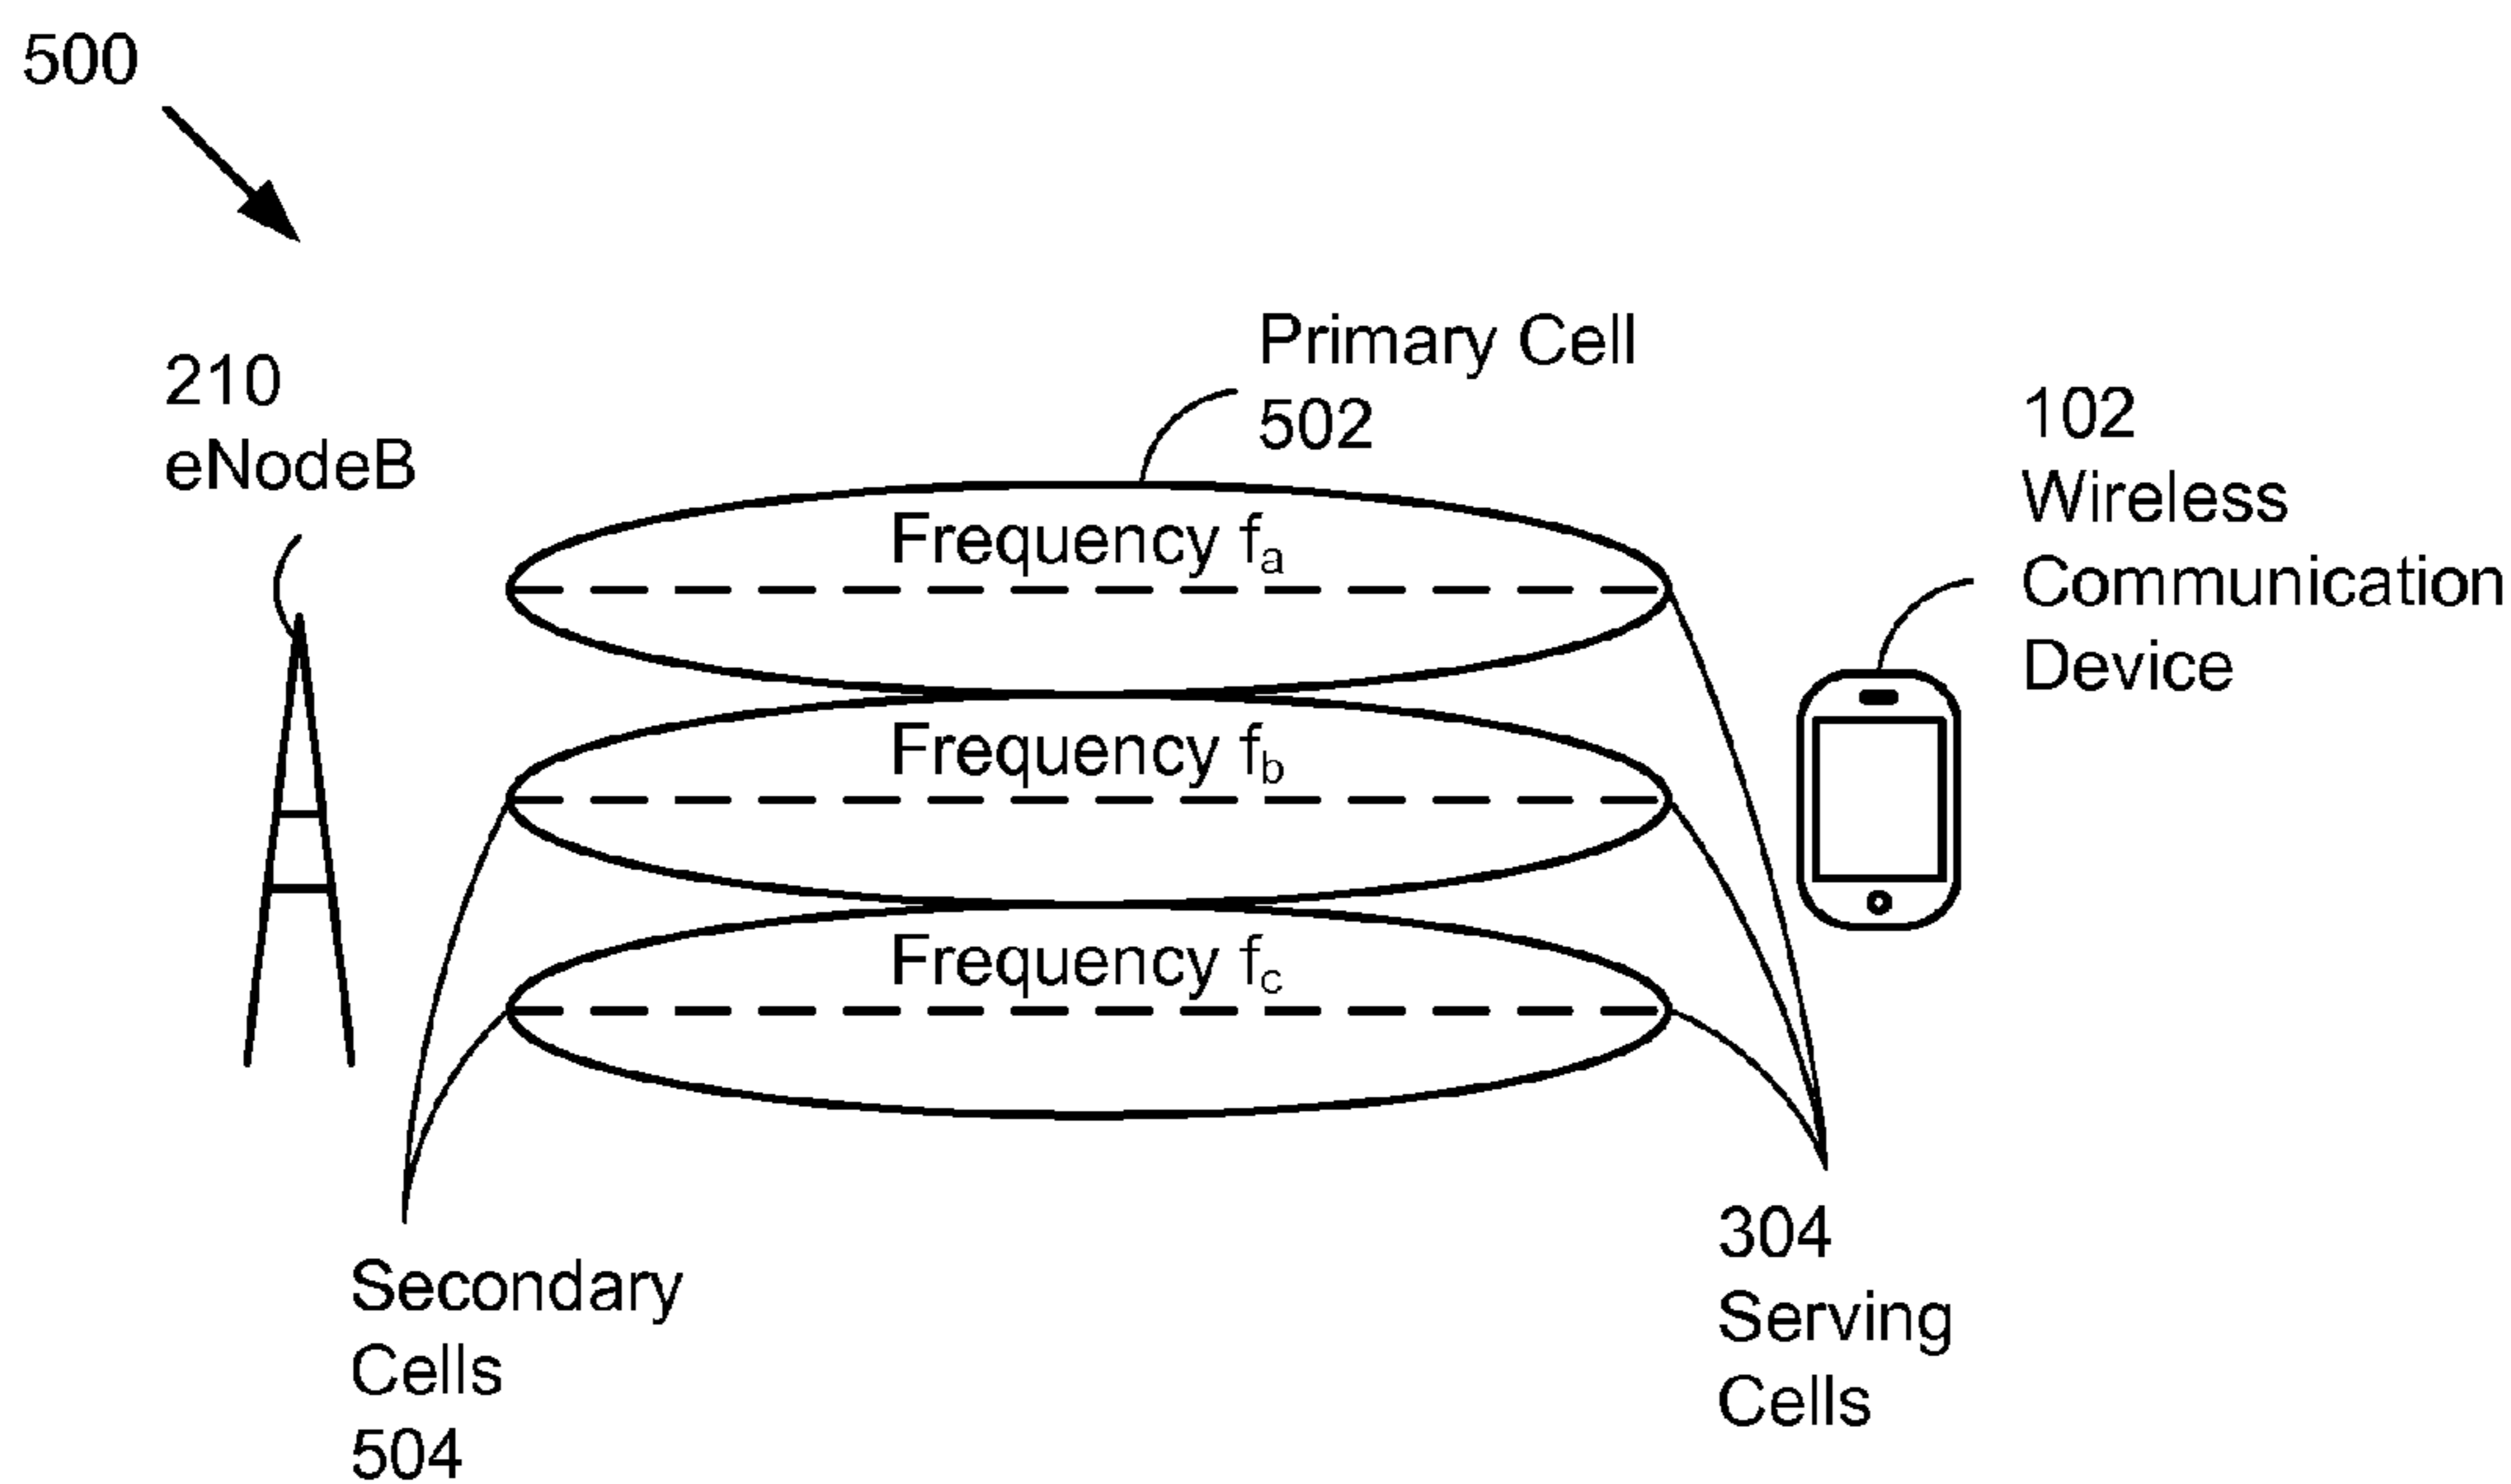 500
210
eNodeB
Primary Cell
502
102
Wireless
Communication
Device
Frequency fa
Frequency fb
Frequency fc
Secondary
Cells
504
304
Serving
Cells